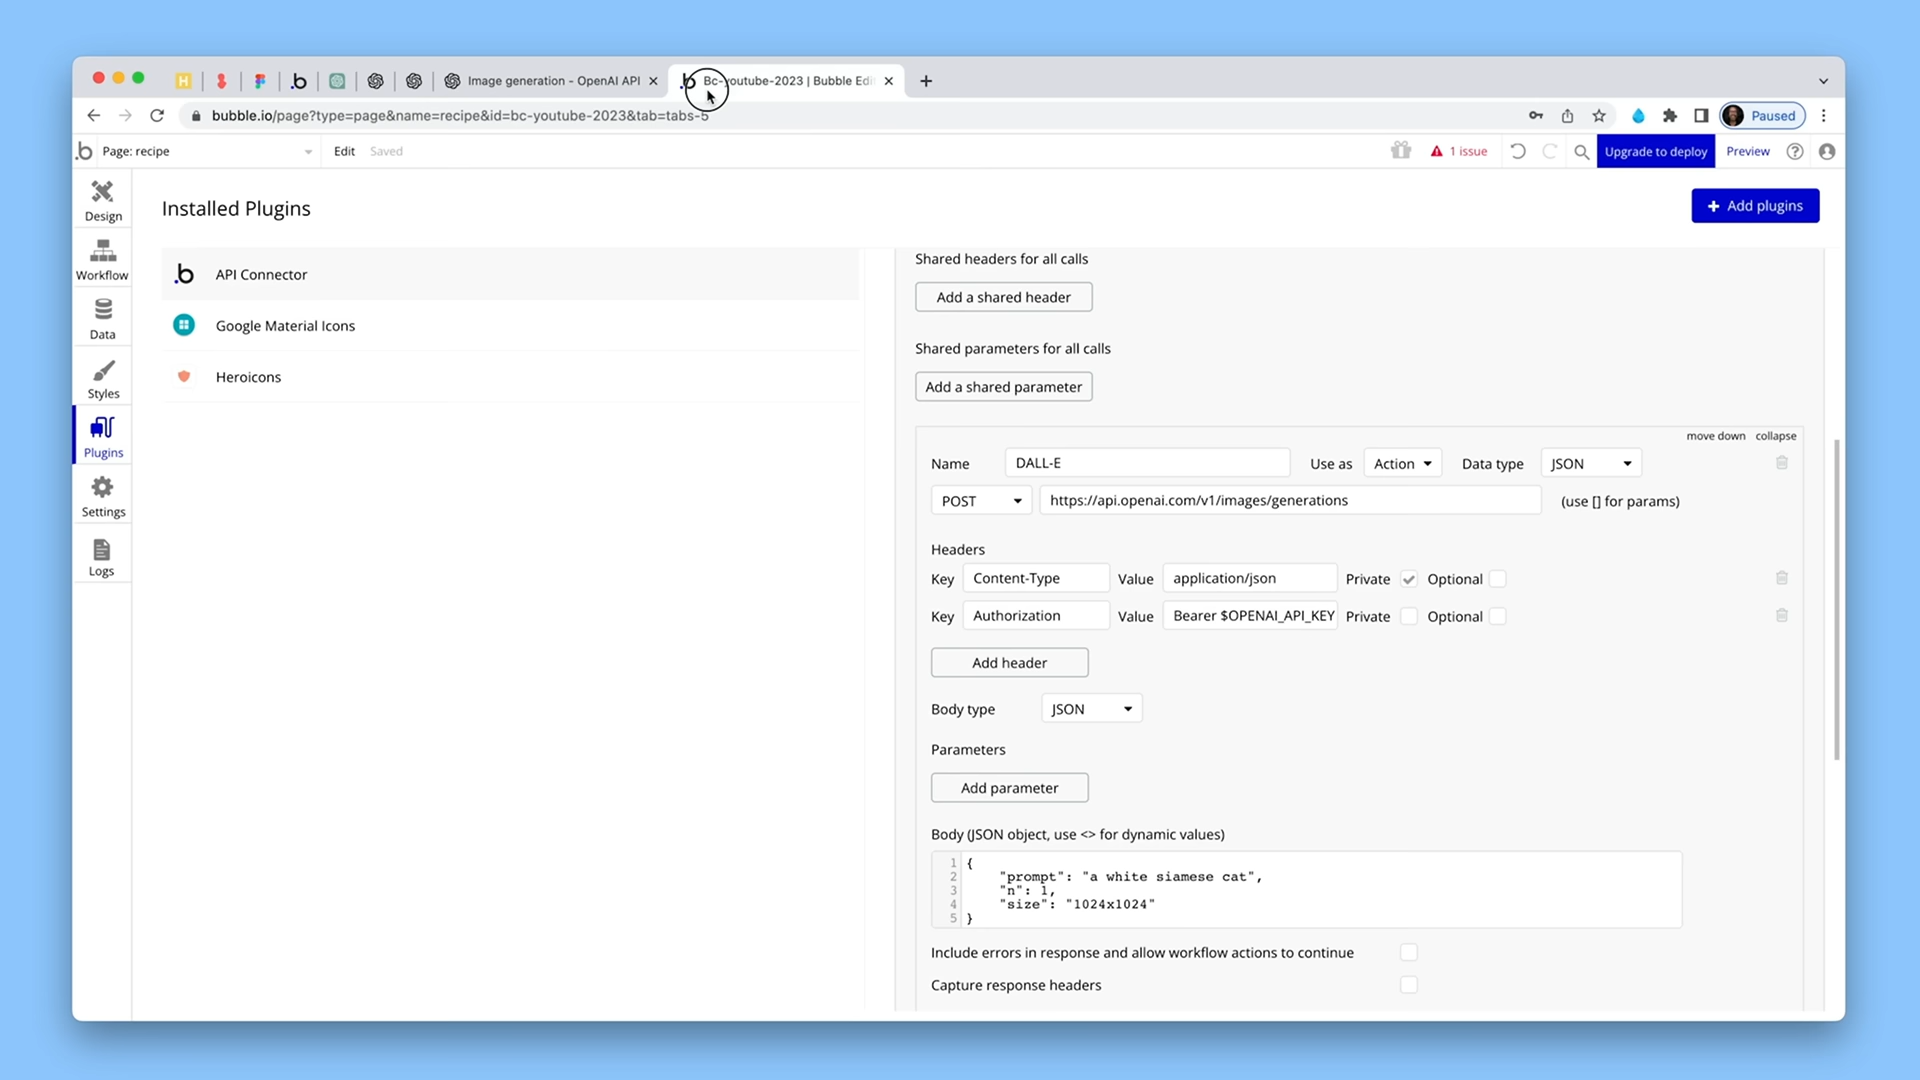 Image generation - OpenAI API
Bc-youtube-2023 | Bubble Edi
bubble.io/page?type=page&name=recipe&id=bc-youtube-2023&tab=tabs-5
Paused
Page: recipe
Edit
Saved
1 issue
Upgrade to deploy
Preview
Design
Workflow
Data
Styles
Plugins
Settings
Logs
Installed Plugins
+ Add plugins
API Connector
Google Material Icons
Heroicons
Shared headers for all calls
Add a shared header
Shared parameters for all calls
Add a shared parameter
move down collapse
Name DALL-E Use as Action Data type JSON
POST https://api.openai.com/v1/images/generations (use [] for params)
Headers
Key Content-Type Value application/json Private Optional
Key Authorization Value Bearer $OPENAI_API_KEY Private Optional
Add header
Body type JSON
Parameters
Add parameter
Body (JSON object, use <> for dynamic values)
1 {
2 "prompt": "a white siamese cat",
3 "n": 1,
4 "size": "1024x1024"
5 }
Include errors in response and allow workflow actions to continue
Capture response headers